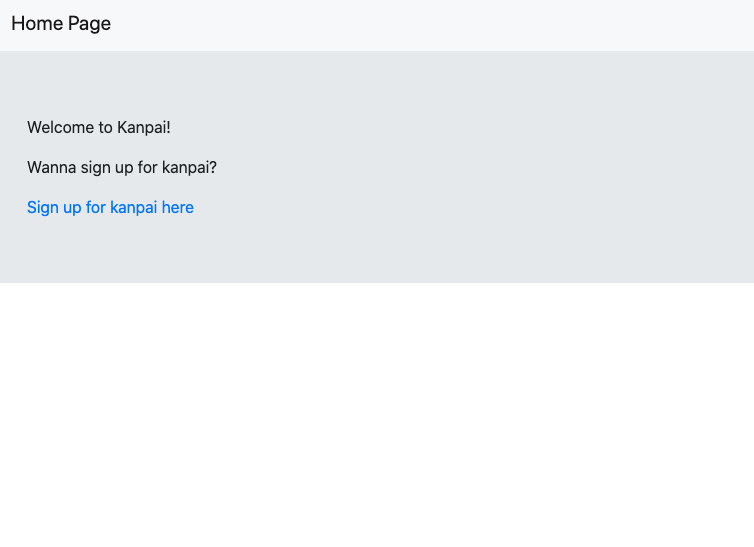 Home Page
Welcome to Kanpai!
Wanna sign up for kanpai?
Sign up for kanpai here